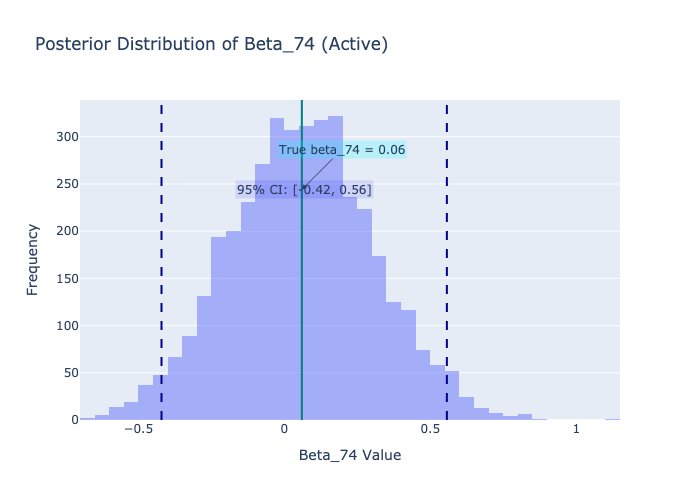 Posterior Distribution of Beta_74 (Active)
300
250
200
150
100
50
0
Frequency
True beta_74 = 0.06
95% CI: [-0.42, 0.56]
−0.5
0
0.5
1
Beta_74 Value